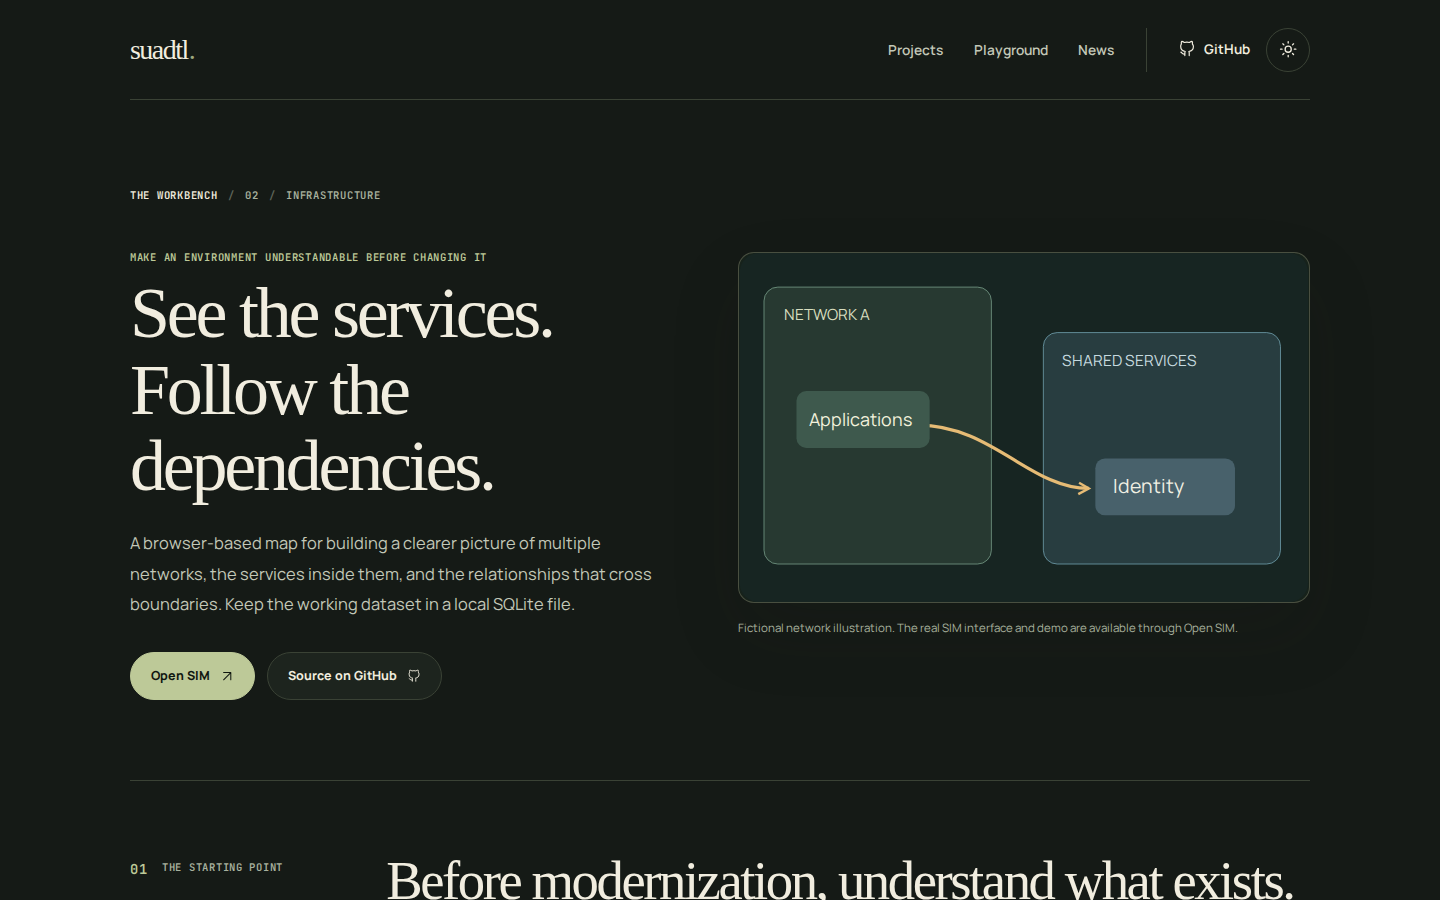 suadtl.
Projects
Playground
News
GitHub
THE WORKBENCH / 02 / INFRASTRUCTURE
MAKE AN ENVIRONMENT UNDERSTANDABLE BEFORE CHANGING IT
See the services.
Follow the
dependencies.
A browser-based map for building a clearer picture of multiple
networks, the services inside them, and the relationships that cross
boundaries. Keep the working dataset in a local SQLite file.
Open SIM
Source on GitHub
NETWORK A
SHARED SERVICES
Applications
Identity
Fictional network illustration. The real SIM interface and demo are available through Open SIM.
01 THE STARTING POINT
Before modernization, understand what exists.